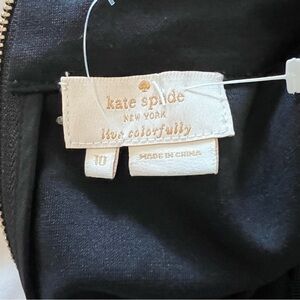 kate spade
NEW YORK
live colorfully
10
MADE IN CHINA